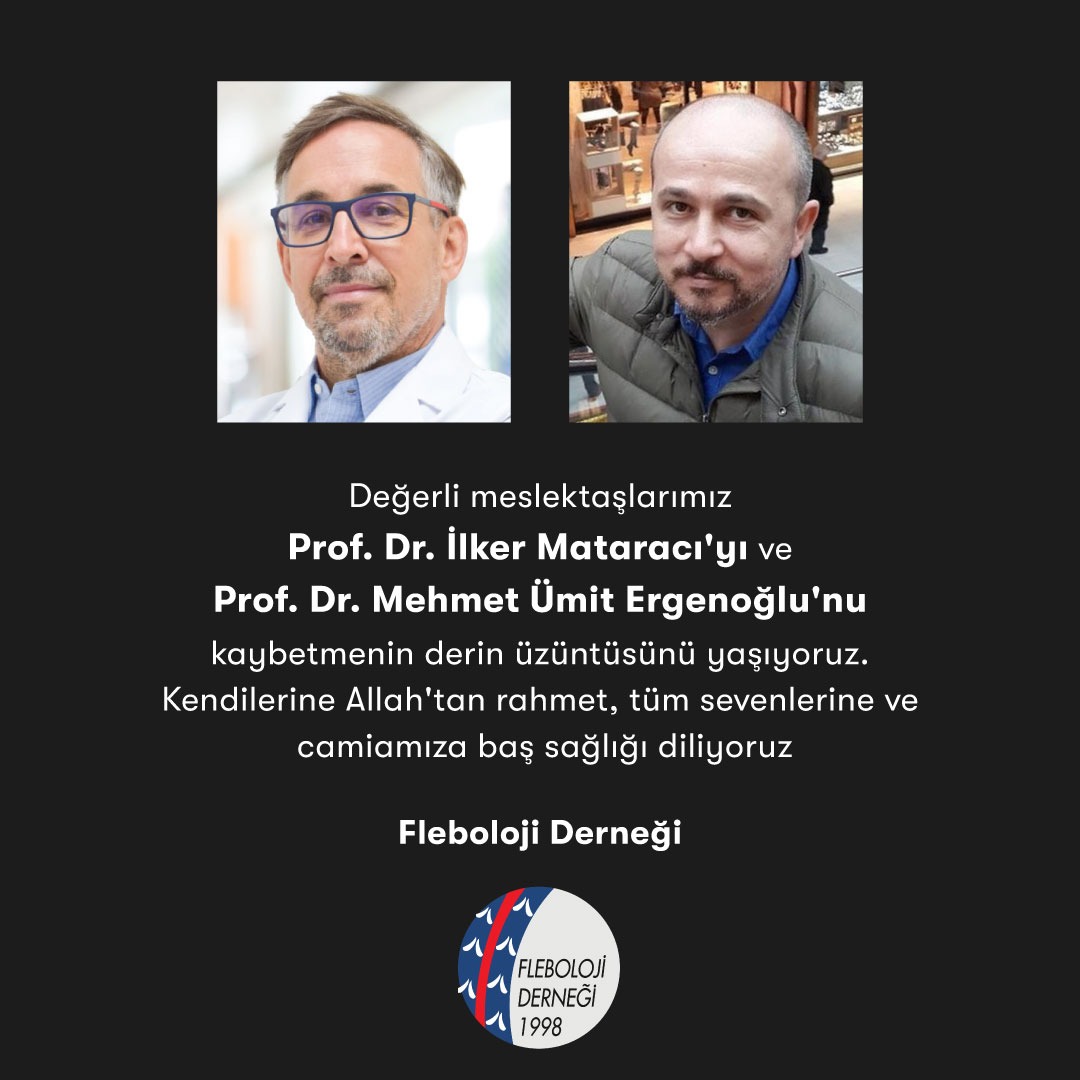 Değerli meslektaşlarımız
Prof. Dr. İlker Mataracı'yı ve
Prof. Dr. Mehmet Ümit Ergenoğlu'nu
kaybetmenin derin üzüntüsünü yaşıyoruz.
Kendilerine Allah'tan rahmet, tüm sevenlerine ve
camiamıza baş sağlığı diliyoruz
Fleboloji Derneği
FLEBOLOJİ
DERNEĞİ
1998